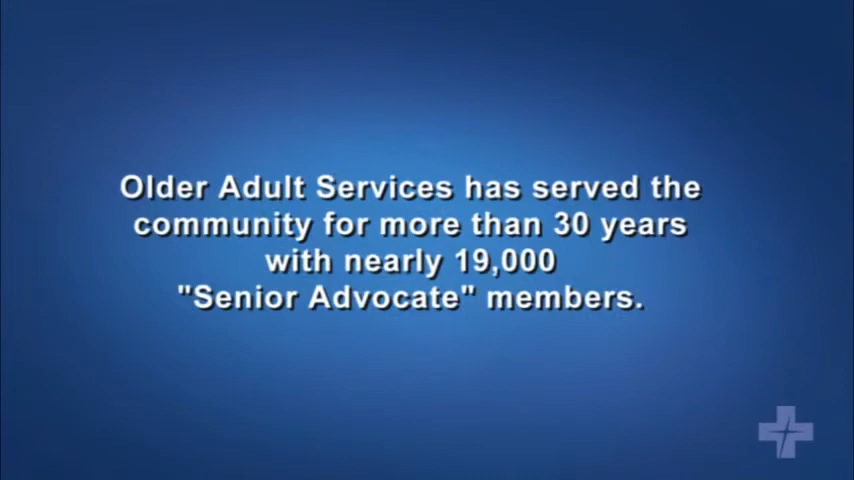 Older Adult Services has served the
community for more than 30 years
with nearly 19,000
"Senior Advocate" members.